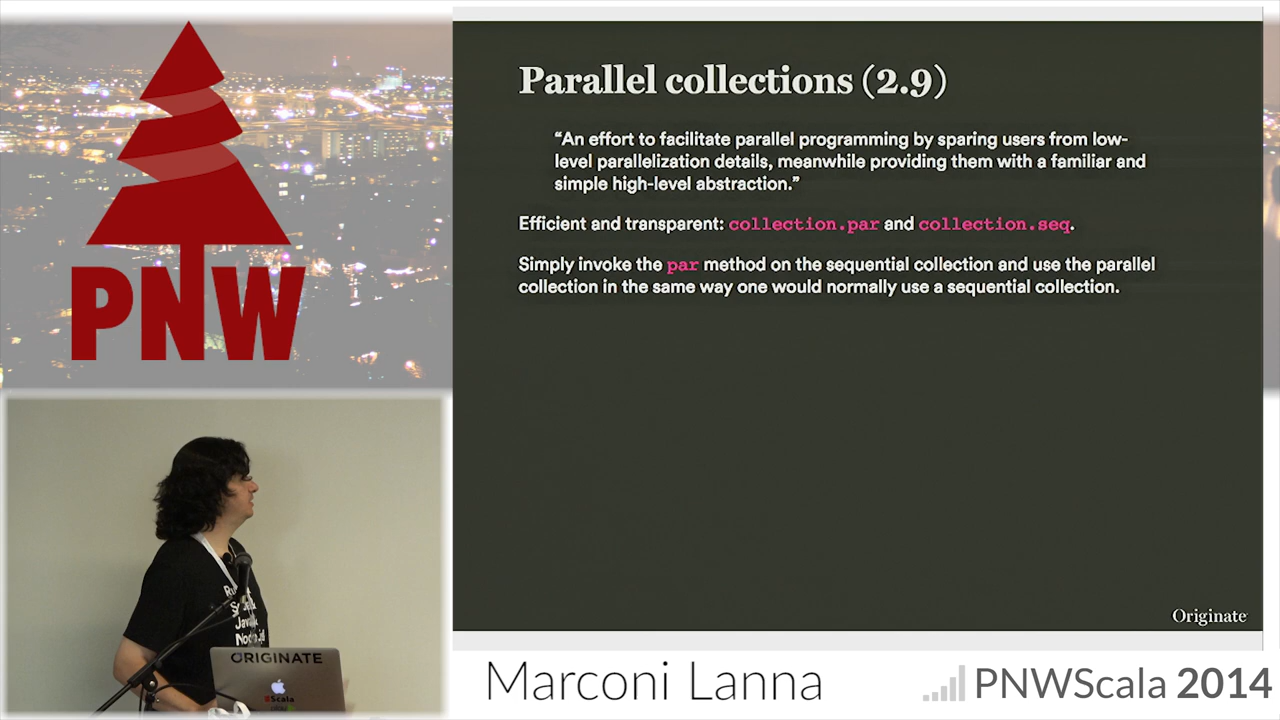 PNW
Parallel collections (2.9)
“An effort to facilitate parallel programming by sparing users from low-
level parallelization details, meanwhile providing them with a familiar and
simple high-level abstraction.”
Efficient and transparent: collection.par and collection.seq.
Simply invoke the par method on the sequential collection and use the parallel
collection in the same way one would normally use a sequential collection.
Originate
ORIGINATE
Scala
Marconi Lanna
PNWScala 2014